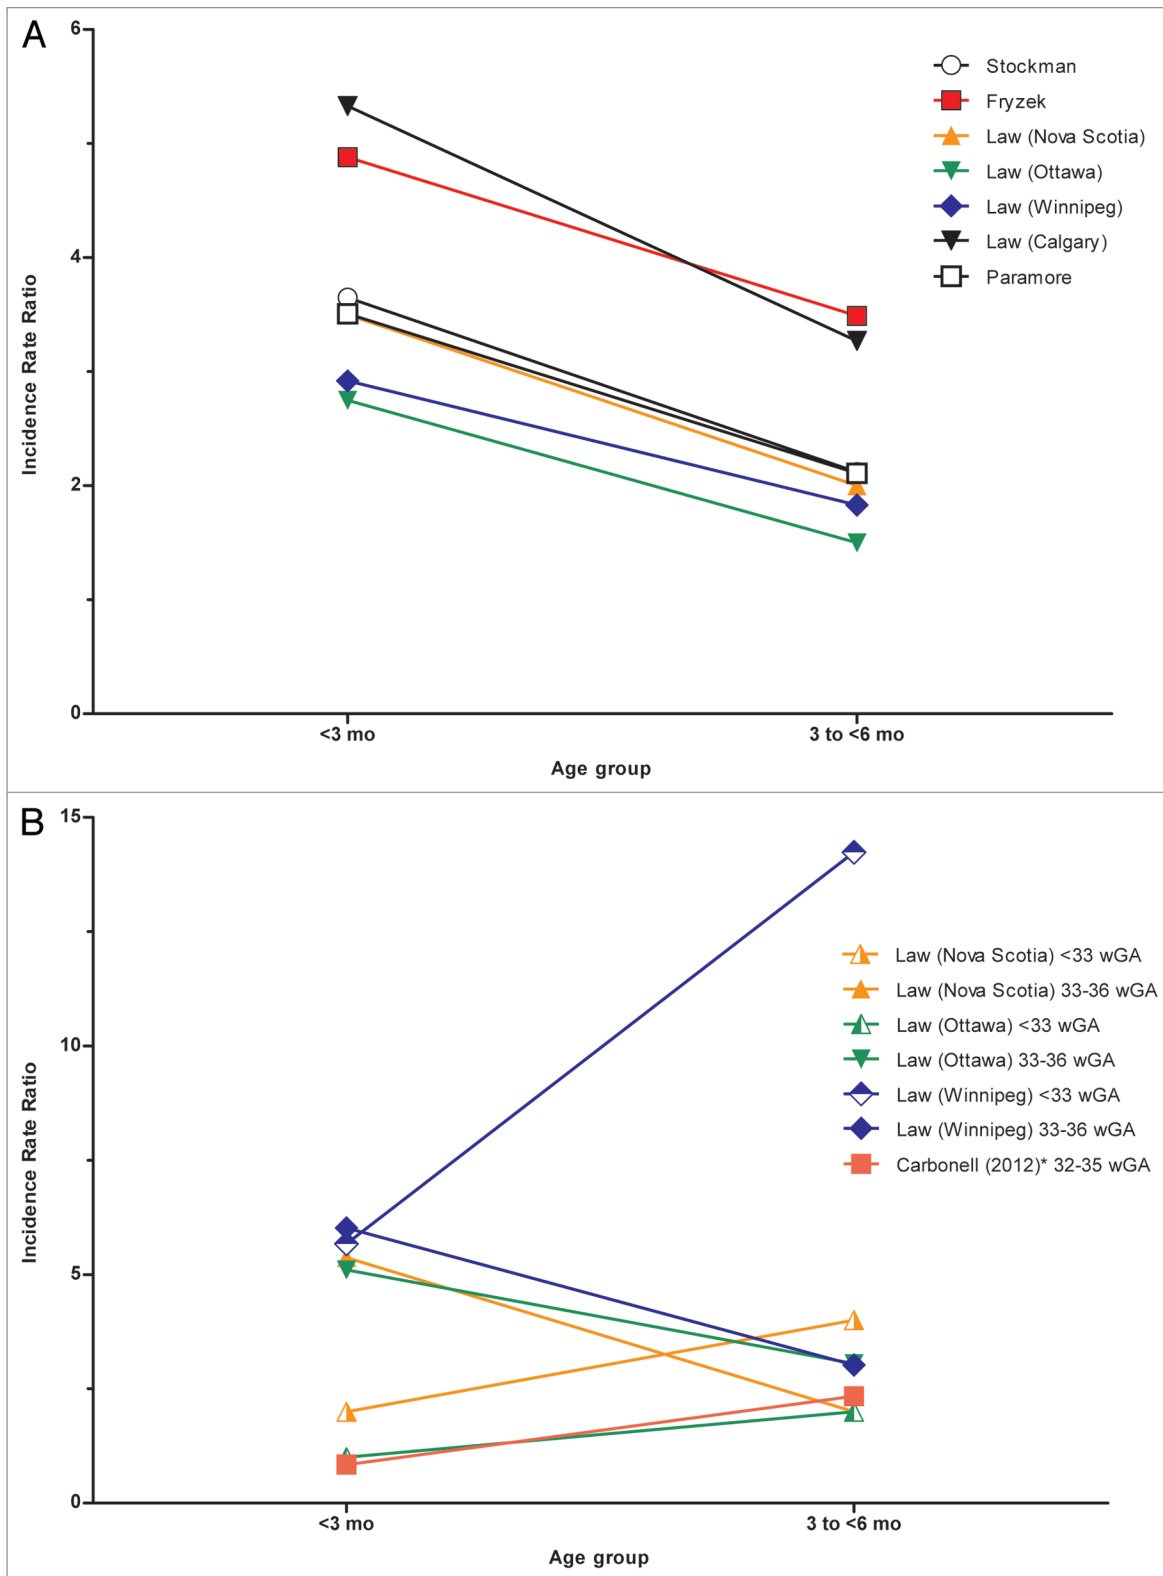 A
6
4
2
0
Incidence Rate Ratio
Stockman
Fryzek
Law (Nova Scotia)
Law (Ottawa)
Law (Winnipeg)
Law (Calgary)
Paramore
<3 mo
3 to <6 mo
Age group
B
15
10
5
0
Incidence Rate Ratio
Law (Nova Scotia) <33 wGA
Law (Nova Scotia) 33-36 wGA
Law (Ottawa) <33 wGA
Law (Ottawa) 33-36 wGA
Law (Winnipeg) <33 wGA
Law (Winnipeg) 33-36 wGA
Carbonell (2012)* 32-35 wGA
<3 mo
3 to <6 mo
Age group